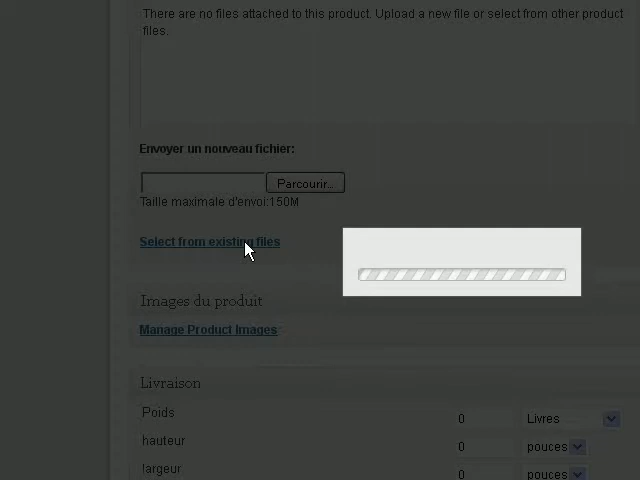 There are no files attached to this product. Upload a new file or select from other product
files.
Envoyer un nouveau fichier:
Parcourir...
Taille maximale d'envoi:150M
Select from existing files
Images du produit
Manage Product Images
Livraison
Poids 0 Livres
hauteur 0 pouces
largeur 0 pouces